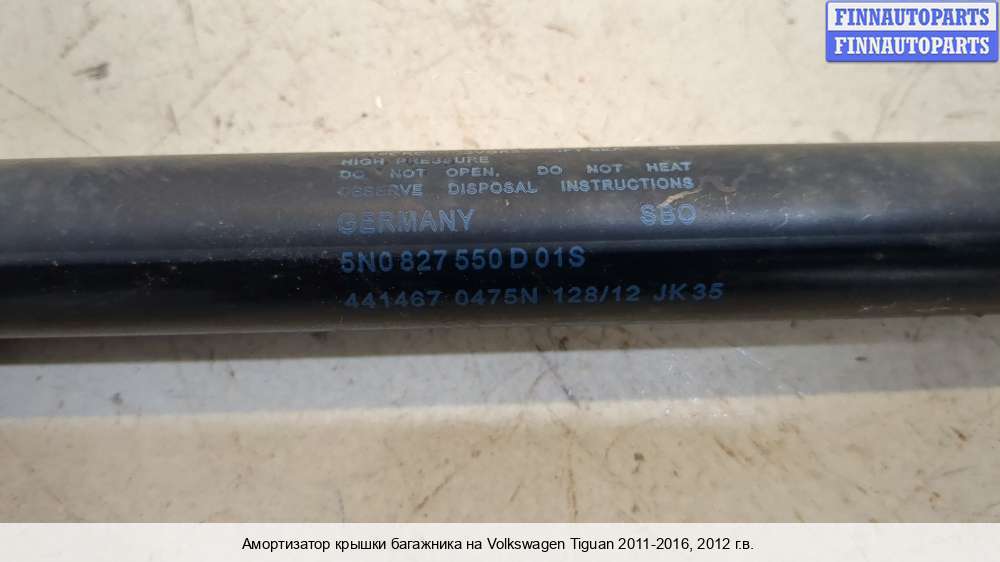 FINNAUTOPARTS
FINNAUTOPARTS
HIGH PRESSURE
DO NOT OPEN, DO NOT HEAT
OBSERVE DISPOSAL INSTRUCTIONS
GERMANY SBO
5N0 827 550 D 01S
441467 0475N 128/12 JK35
Амортизатор крышки багажника на Volkswagen Tiguan 2011-2016, 2012 г.в.